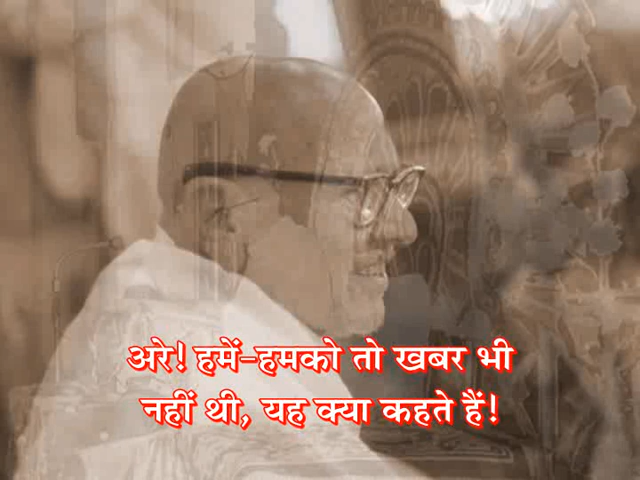 अरे! हमें-हमको तो खबर भी
नहीं थी, यह क्या कहते हैं!